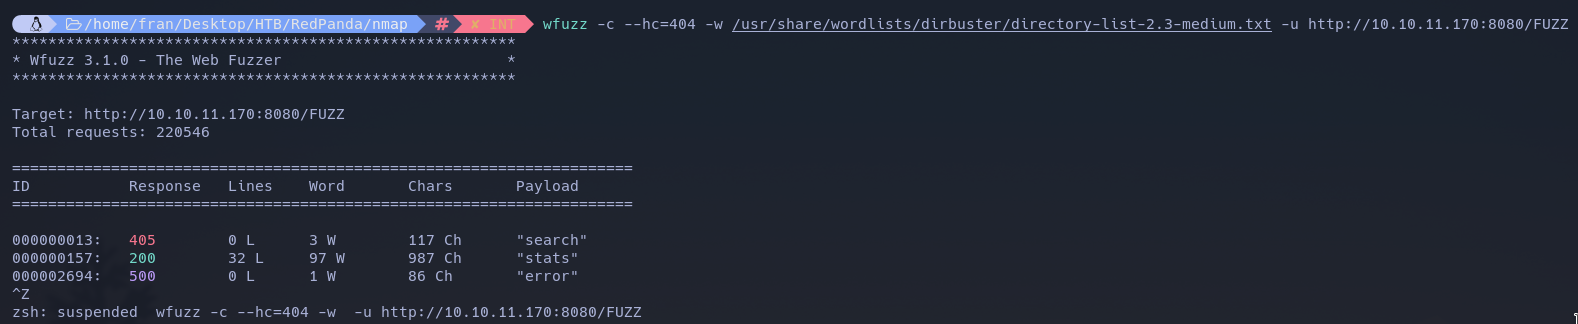 /home/fran/Desktop/HTB/RedPanda/nmap # ✘ INT wfuzz -c --hc=404 -w /usr/share/wordlists/dirbuster/directory-list-2.3-medium.txt -u http://10.10.11.170:8080/FUZZ
********************************************************
* Wfuzz 3.1.0 - The Web Fuzzer                         *
********************************************************
Target: http://10.10.11.170:8080/FUZZ
Total requests: 220546
=====================================================================
ID           Response   Lines    Word       Chars       Payload
=====================================================================
000000013:   405        0 L      3 W        117 Ch      "search"
000000157:   200        32 L     97 W       987 Ch      "stats"
000002694:   500        0 L      1 W        86 Ch       "error"
^Z
zsh: suspended  wfuzz -c --hc=404 -w  -u http://10.10.11.170:8080/FUZZ